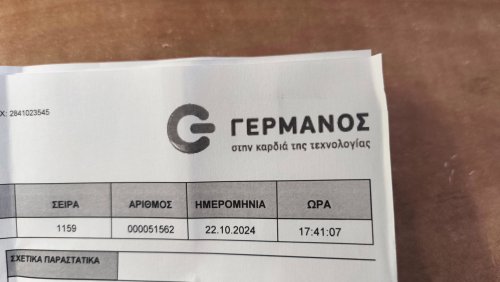 ΓΕΡΜΑΝΟΣ
στην καρδιά της τεχνολογίας
Χ: 2841023545
ΣΕΙΡΑ ΑΡΙΘΜΟΣ ΗΜΕΡΟΜΗΝΙΑ ΩΡΑ
1159 000051562 22.10.2024 17:41:07
ΣΧΕΤΙΚΑ ΠΑΡΑΣΤΑΤΙΚΑ